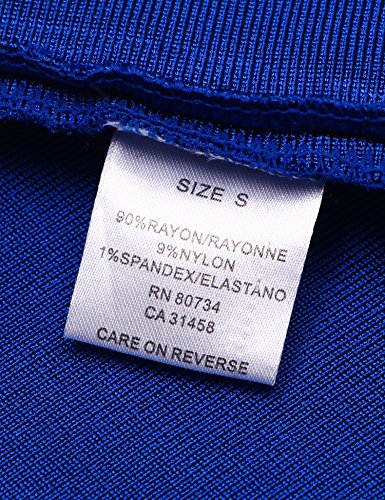 SIZE S
90%RAYON/RAYONNE
9%NYLON
1%SPANDEX/ELASTANO
RN 80734
CA 31458
CARE ON REVERSE